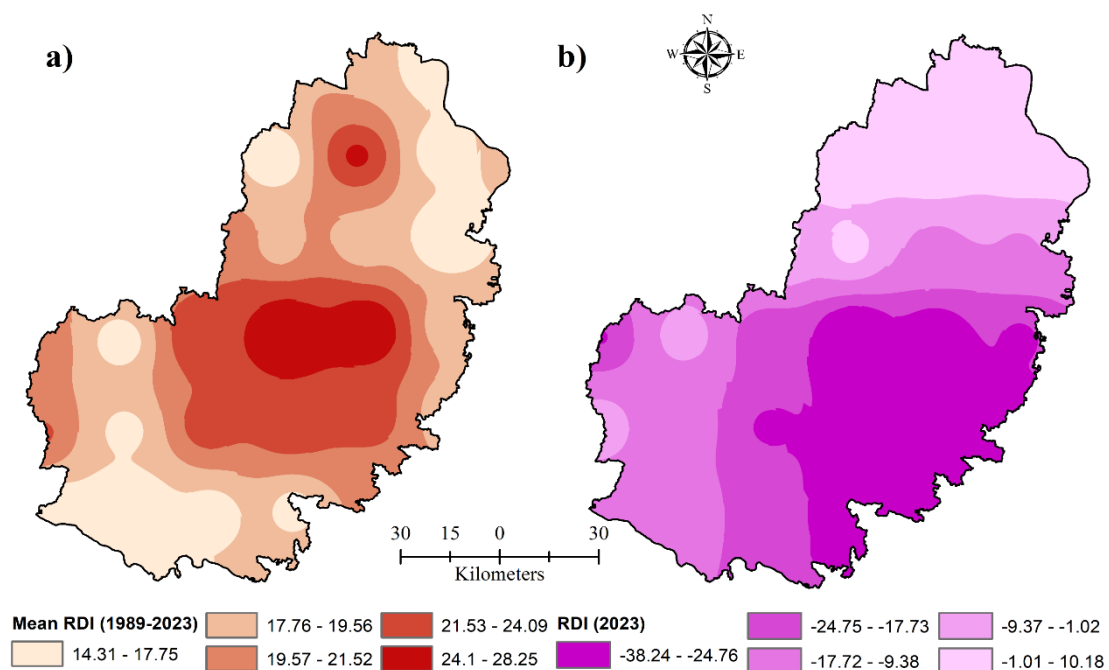 a)
b)
N
W E
S
30 15 0 30
Kilometers
Mean RDI (1989-2023)
14.31 - 17.75
17.76 - 19.56
19.57 - 21.52
21.53 - 24.09
24.1 - 28.25
RDI (2023)
-38.24 - -24.76
-24.75 - -17.73
-17.72 - -9.38
-9.37 - -1.02
-1.01 - 10.18